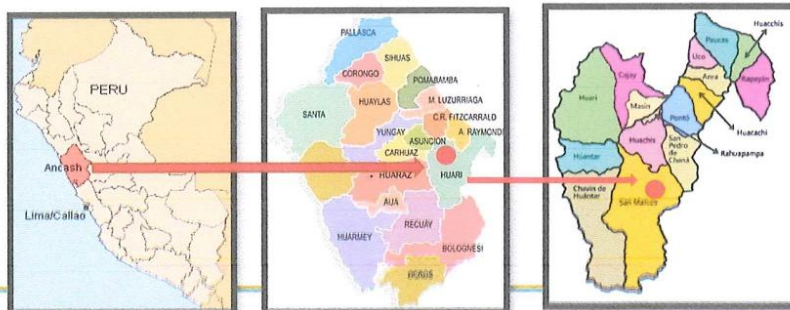 PERU
Ancash
Lima/Callao
PALLASCA
SIHUAS
CORONGO
POMABAMBA
HUAYLAS
M. LUZURRIAGA
SANTA
C.R. FITZCARRALD
YUNGAY
A. RAYMONDI
ASUNCIÓN
CARHUAZ
HUARAZ
HUARI
AIJA
RECUAY
HUARMEY
BOLOGNESI
Huacchis
Paucas
Uco
Cajay
Anra
Rapayán
Huari
Masin
Pontó
Huarachi
Huachis
San
Pedro
de
Chaná
Rahuapampa
Huantar
Chavín de
Huántar
San Marcos